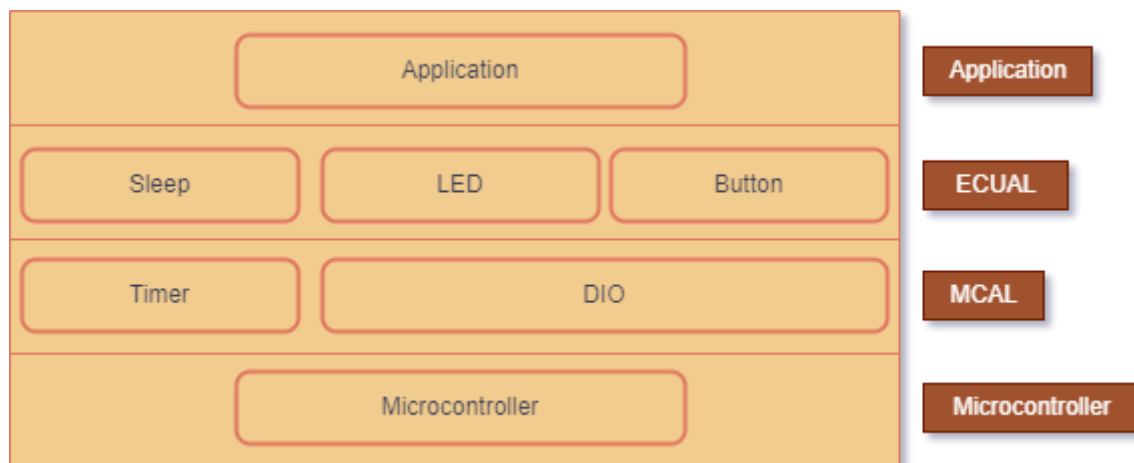 Application
Application
Sleep
LED
Button
ECUAL
Timer
DIO
MCAL
Microcontroller
Microcontroller